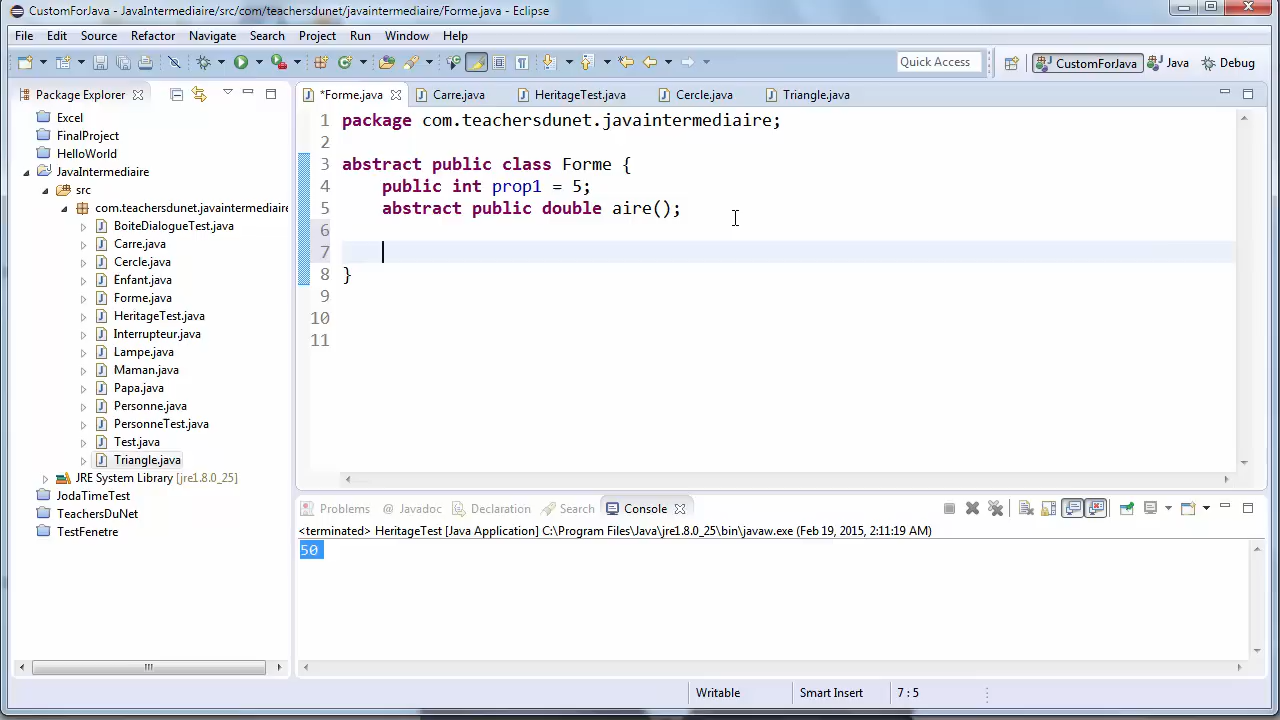 CustomForJava - JavaIntermediaire/src/com/teachersdunet/javaintermediaire/Forme.java - Eclipse
File Edit Source Refactor Navigate Search Project Run Window Help
Quick Access CustomForJava Java Debug
Package Explorer
*Forme.java Carre.java HeritageTest.java Cercle.java Triangle.java
Excel
FinalProject
HelloWorld
JavaIntermediaire
src
com.teachersdunet.javaintermediaire
BoiteDialogueTest.java
Carre.java
Cercle.java
Enfant.java
Forme.java
HeritageTest.java
Interrupteur.java
Lampe.java
Maman.java
Papa.java
Personne.java
PersonneTest.java
Test.java
Triangle.java
JRE System Library [jre1.8.0_25]
JodaTimeTest
TeachersDuNet
TestFenetre
1 package com.teachersdunet.javaintermediaire;
2
3 abstract public class Forme {
4 public int prop1 = 5;
5 abstract public double aire();
6
7
8 }
9
10
11
Problems Javadoc Declaration Search Console
<terminated> HeritageTest [Java Application] C:\Program Files\Java\jre1.8.0_25\bin\javaw.exe (Feb 19, 2015, 2:11:19 AM)
50
Writable Smart Insert 7 : 5